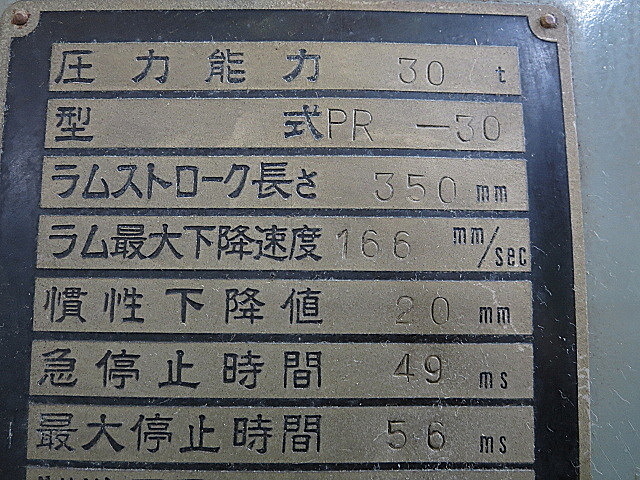 圧力能力 30 t
型式 PR -30
ラムストローク長さ 350 mm
ラム最大下降速度 166 mm/sec
慣性下降値 20 mm
急停止時間 49 ms
最大停止時間 56 ms